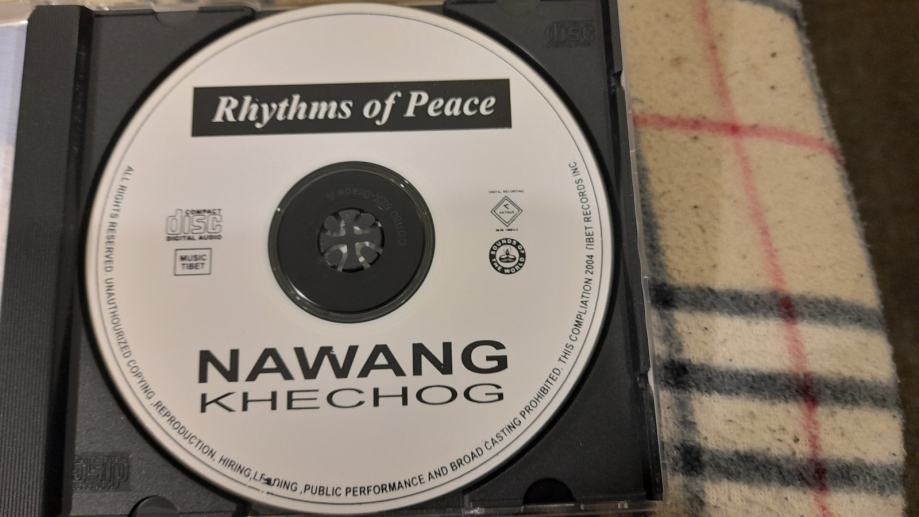 Rhythms of Peace
COMPACT
disc
DIGITAL AUDIO
MUSIC
TIBET
DIGITAL RECORDING
SOUNDS OF THE WORLD
NAWANG
KHECHOG
ALL RIGHTS RESERVED UNAUTHORIZED COPYING ,REPRODUCTION, HIRING,LENDING ,PUBLIC PERFORMANCE AND BROAD CASTING PROHIBITED. THIS COMPLIATION 2004 TIBET RECORDS INC